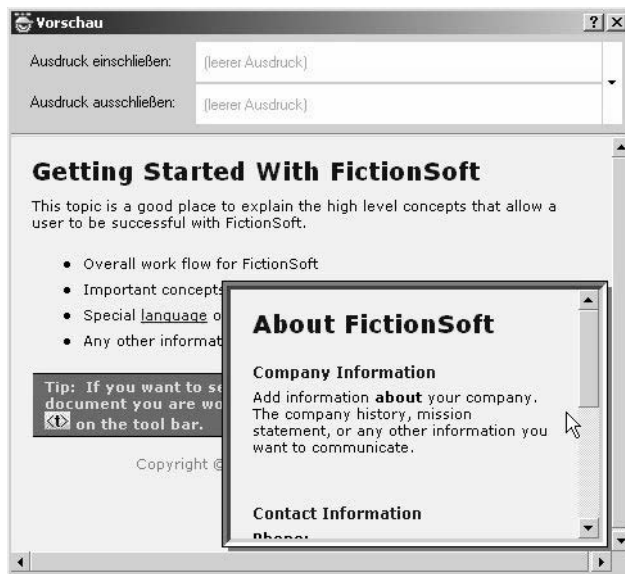 Vorschau
Ausdruck einschließen:
(leerer Ausdruck)
Ausdruck ausschließen:
(leerer Ausdruck)
Getting Started With FictionSoft
This topic is a good place to explain the high level concepts that allow a
user to be successful with FictionSoft.
• Overall work flow for FictionSoft
• Important concepts
• Special language o
• Any other informat
Tip: If you want to se
document you are wo
<t> on the tool bar.
Copyright ©
About FictionSoft
Company Information
Add information about your company.
The company history, mission
statement, or any other information you
want to communicate.
Contact Information
Phone: